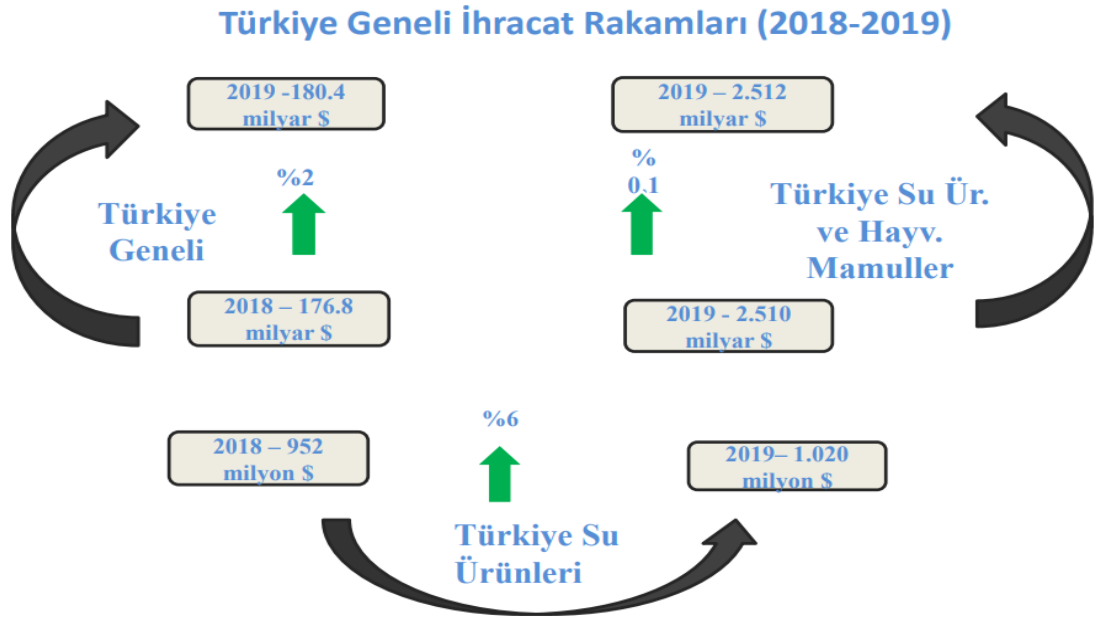 Türkiye Geneli İhracat Rakamları (2018-2019)
2019 -180.4
milyar $
%2
Türkiye
Geneli
2018 – 176.8
milyar $
2019 – 2.512
milyar $
%
0.1
Türkiye Su Ür.
ve Hayv.
Mamuller
2019 - 2.510
milyar $
2018 – 952
milyon $
%6
Türkiye Su
Ürünleri
2019– 1.020
milyon $